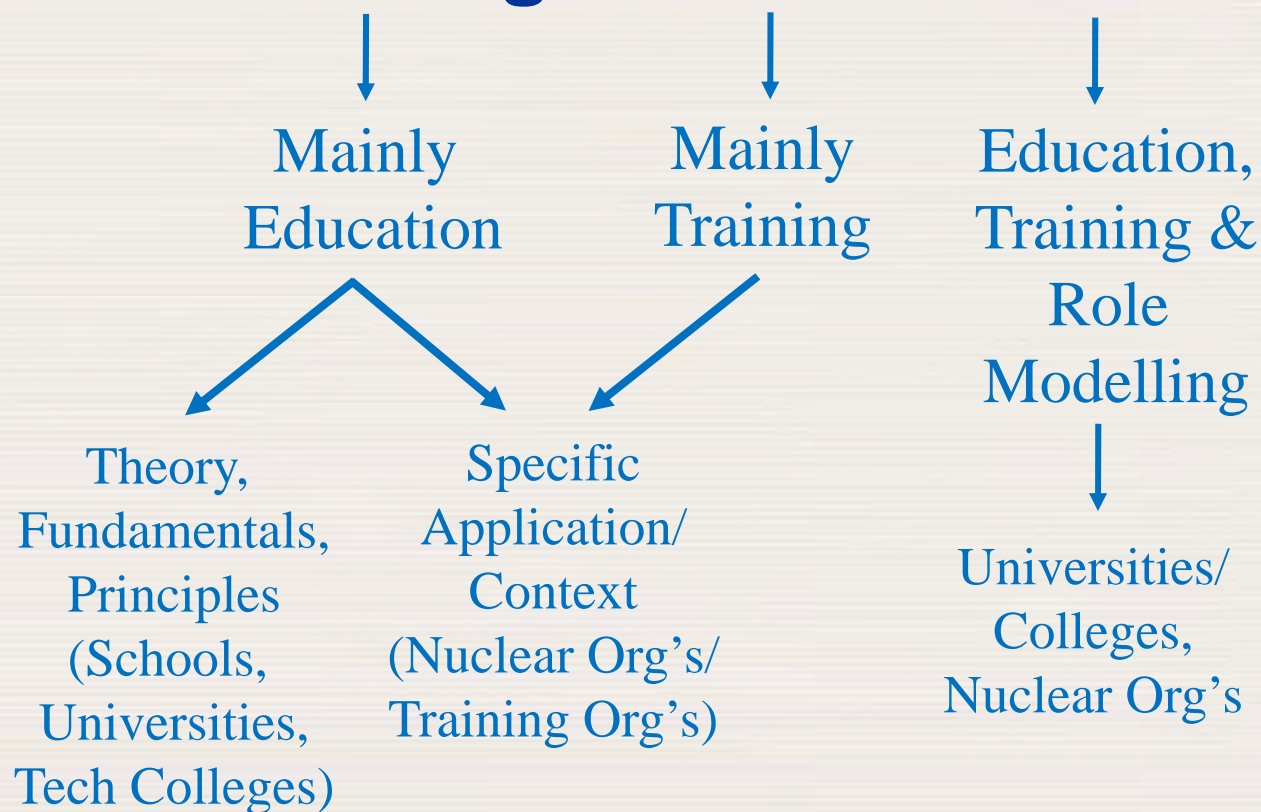 Mainly
Education
Mainly
Training
Education,
Training &
Role
Modelling
Theory,
Fundamentals,
Principles
(Schools,
Universities,
Tech Colleges)
Specific
Application/
Context
(Nuclear Org's/
Training Org's)
Universities/
Colleges,
Nuclear Org's